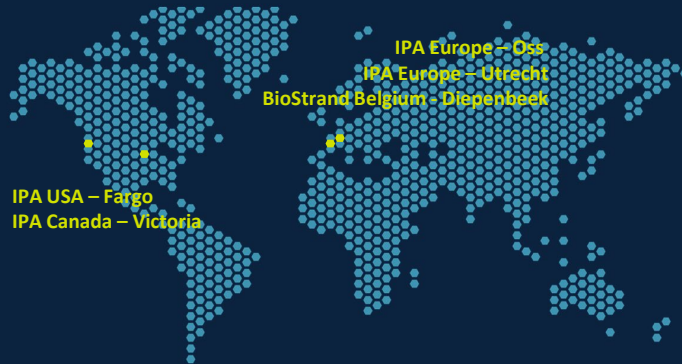 IPA Europe – Oss
IPA Europe – Utrecht
BioStrand Belgium - Diepenbeek
IPA USA – Fargo
IPA Canada – Victoria